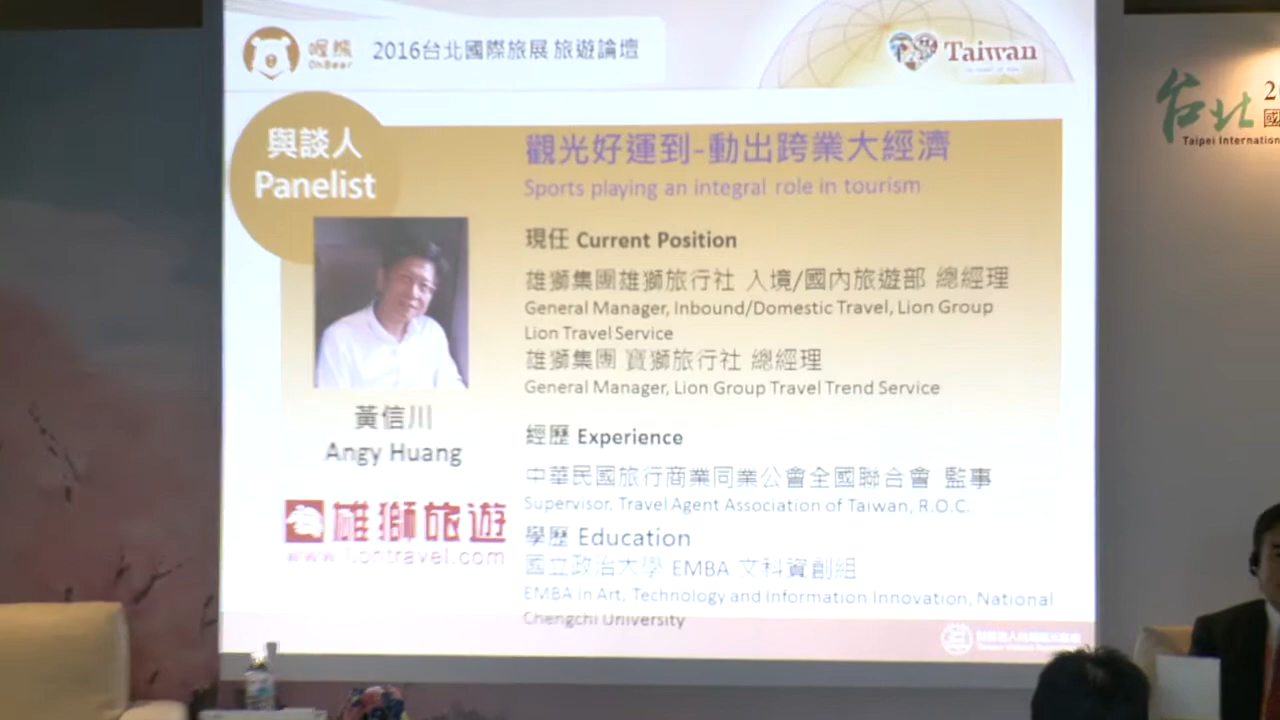 喔熊
OhBear
2016台北國際旅展 旅遊論壇
Taiwan
與談人
Panelist
觀光好運到-動出跨業大經濟
Sports playing an integral role in tourism
現任 Current Position
雄獅集團雄獅旅行社 入境/國內旅遊部 總經理
General Manager, Inbound/Domestic Travel, Lion Group
Lion Travel Service
雄獅集團 寶獅旅行社 總經理
General Manager, Lion Group Travel Trend Service
黃信川
Angy Huang
雄獅旅遊
www.liontravel.com
經歷 Experience
中華民國旅行商業同業公會全國聯合會 監事
Supervisor, Travel Agent Association of Taiwan, R.O.C.
學歷 Education
國立政治大學 EMBA 文科資創組
EMBA in Art, Technology and Information Innovation, National
Chengchi University
台北
Taipei Internation